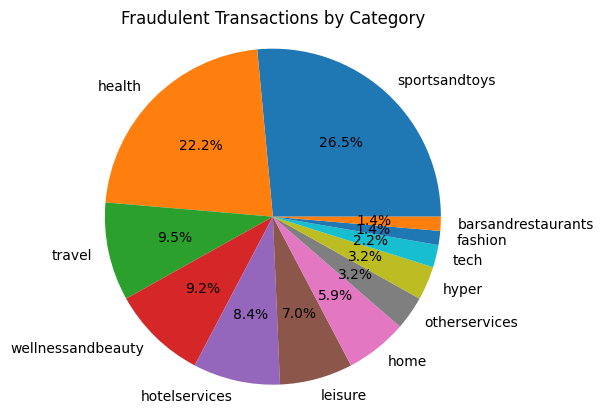 Fraudulent Transactions by Category
sportsandtoys
26.5%
health
22.2%
travel
9.5%
wellnessandbeauty
9.2%
hotelservices
8.4%
leisure
7.0%
home
5.9%
otherservices
3.2%
hyper
3.2%
tech
2.2%
fashion
1.4%
barsandrestaurants
1.4%